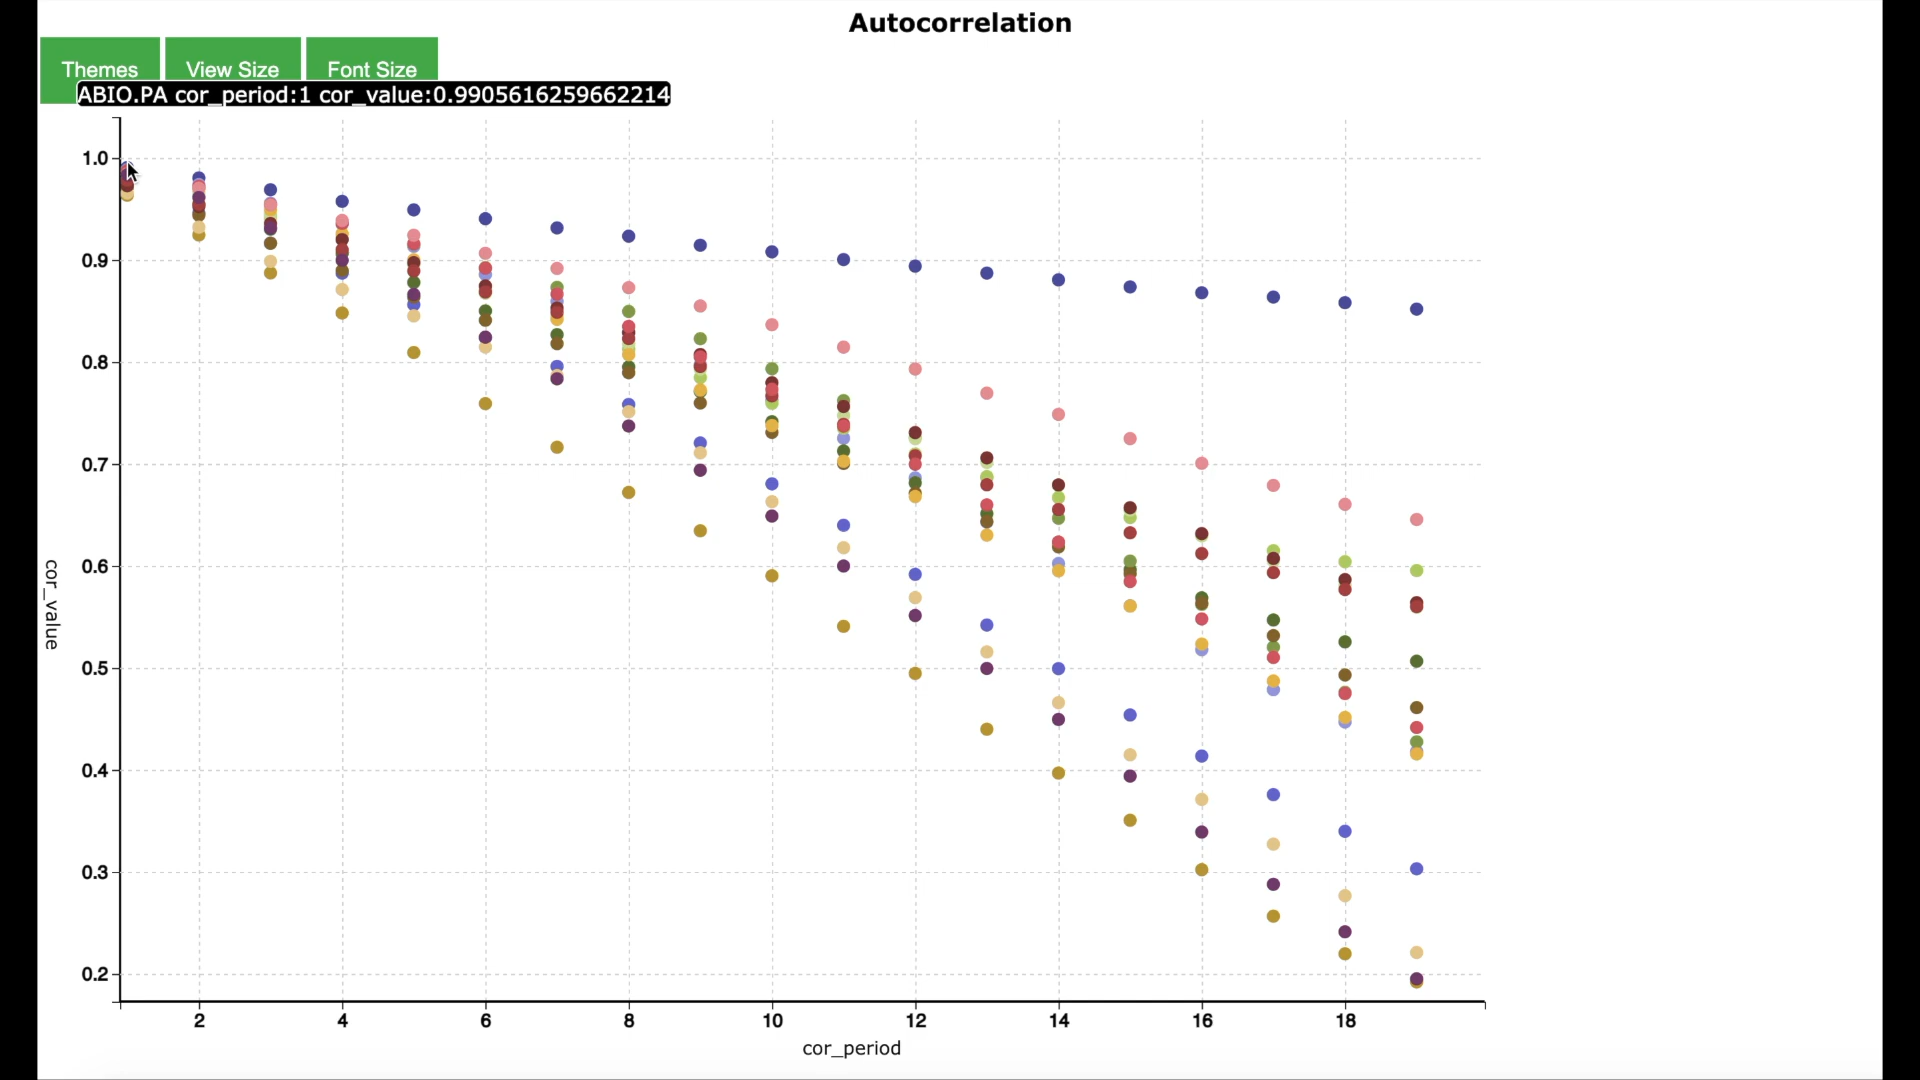 Autocorrelation
Themes View Size Font Size
ABIO.PA cor_period:1 cor_value:0.9905616259662214
1.0
0.9
0.8
0.7
0.6
0.5
0.4
0.3
0.2
cor_value
2 4 6 8 10 12 14 16 18
cor_period